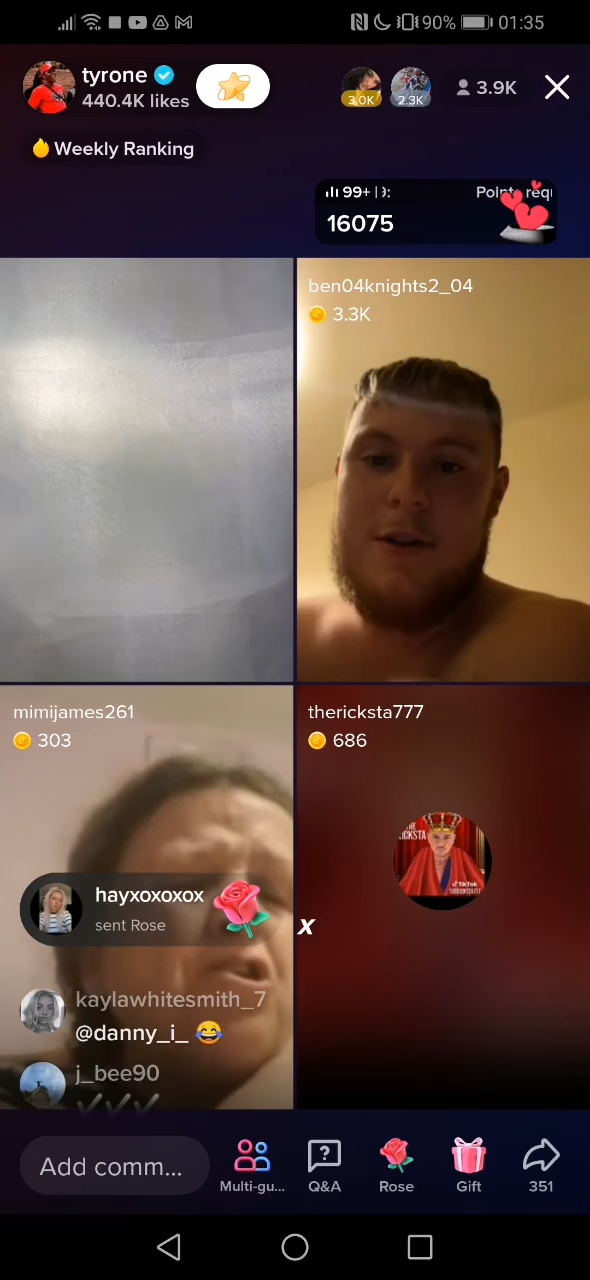 90% 01:35
tyrone
440.4K likes
3.0K 2.3K 3.9K
Weekly Ranking
99+
16075
ben04knights2_04
3.3K
mimijames261
303
thericksta777
686
TikTok
hayxoxoxox
sent Rose
x
kaylawhitesmith_7
@danny_i_ 😂
j_bee90
✓✓✓
Add comm...
Multi-gu... Q&A Rose Gift 351